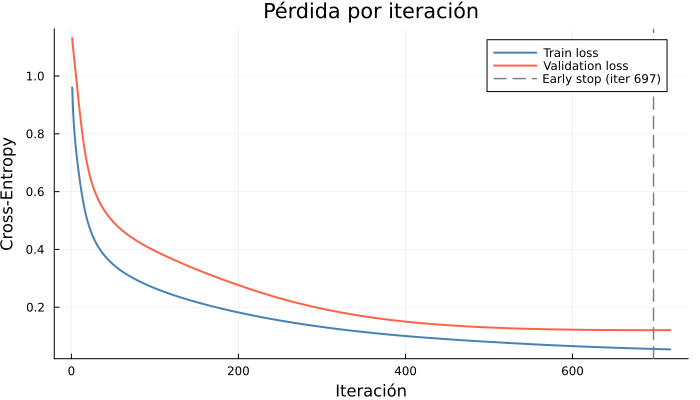 Pérdida por iteración
Train loss
Validation loss
Early stop (iter 697)
Cross-Entropy
1.0
0.8
0.6
0.4
0.2
0
200
400
600
Iteración